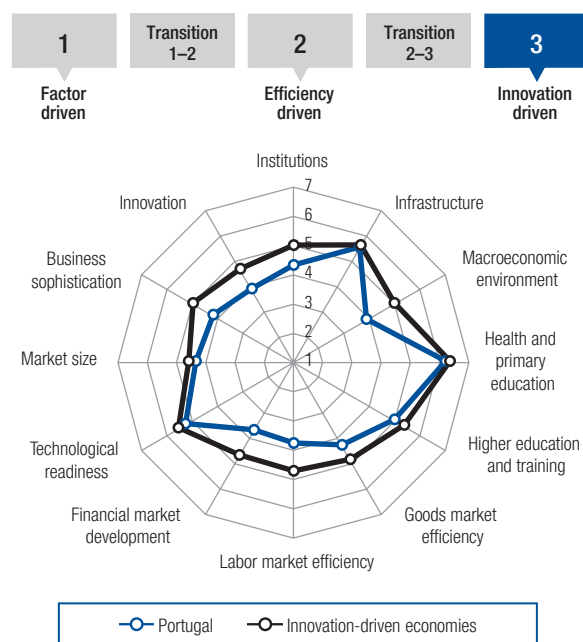 1
Transition
1–2
2
Transition
2–3
3
Factor
driven
Efficiency
driven
Innovation
driven
Institutions
7
6
5
4
3
2
1
Infrastructure
Macroeconomic
environment
Health and
primary
education
Higher education
and training
Goods market
efficiency
Labor market efficiency
Financial market
development
Technological
readiness
Market size
Business
sophistication
Innovation
Portugal
Innovation-driven economies